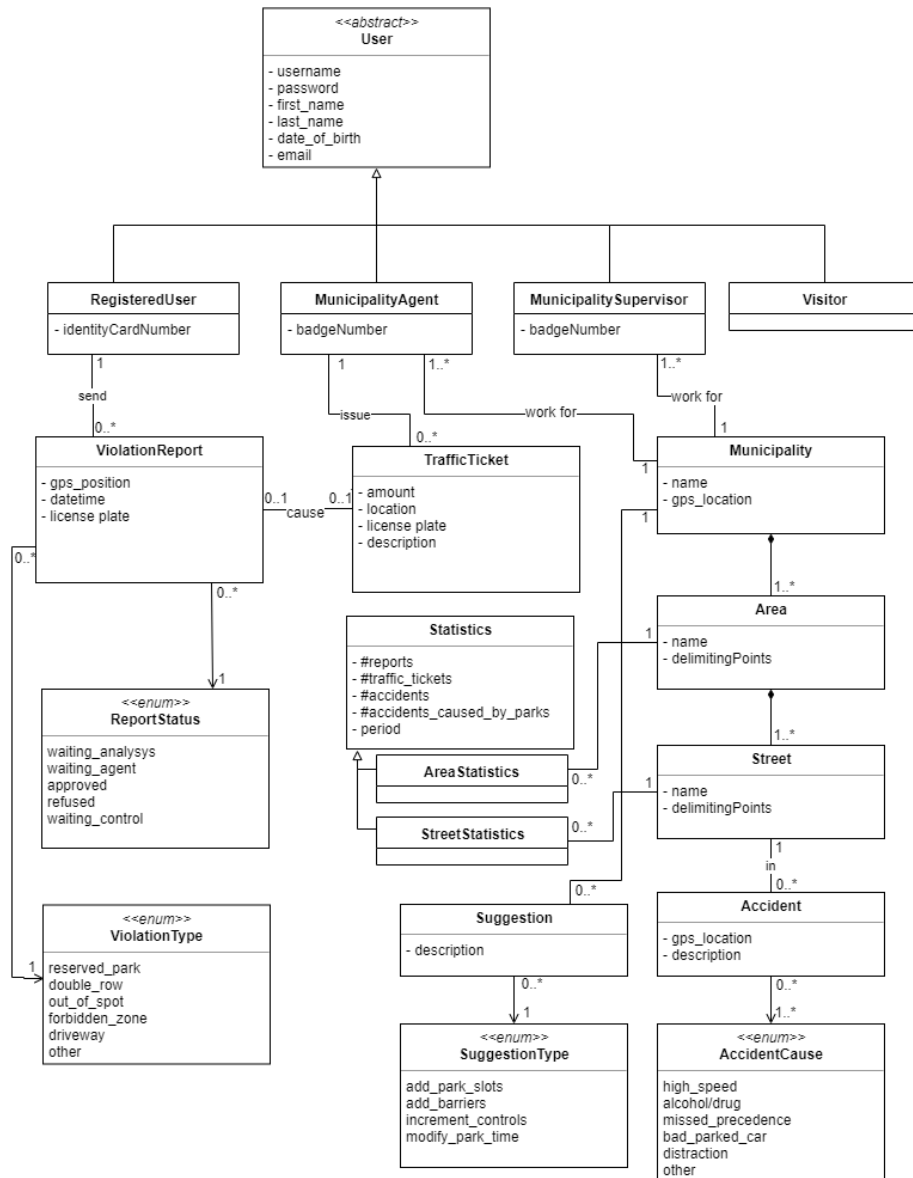 <<abstract>>
User
- username
- password
- first_name
- last_name
- date_of_birth
- email
RegisteredUser
- identityCardNumber
MunicipalityAgent
- badgeNumber
MunicipalitySupervisor
- badgeNumber
Visitor
1
send
0..*
1
issue
0..*
1..*
work for
1
1..*
work for
1
ViolationReport
- gps_position
- datetime
- license plate
0..1
cause
0..1
TrafficTicket
- amount
- location
- license plate
- description
Municipality
- name
- gps_location
1
0..*
0..*
1
1..*
Area
- name
- delimitingPoints
1
Statistics
- #reports
- #traffic_tickets
- #accidents
- #accidents_caused_by_parks
- period
<<enum>>
ReportStatus
waiting_analysys
waiting_agent
approved
refused
waiting_control
AreaStatistics
0..*
StreetStatistics
0..*
1..*
Street
- name
- delimitingPoints
1
1
in
0..*
0..*
Suggestion
- description
Accident
- gps_location
- description
<<enum>>
ViolationType
reserved_park
double_row
out_of_spot
forbidden_zone
driveway
other
1
0..*
1
0..*
1..*
<<enum>>
SuggestionType
add_park_slots
add_barriers
increment_controls
modify_park_time
<<enum>>
AccidentCause
high_speed
alcohol/drug
missed_precedence
bad_parked_car
distraction
other